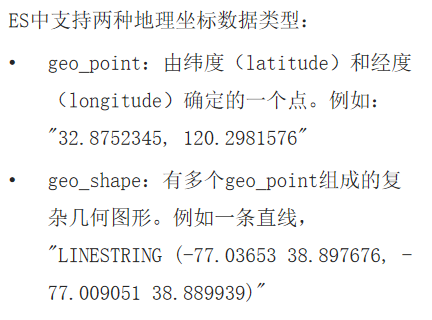 ES中支持两种地理坐标数据类型：
• geo_point：由纬度（latitude）和经度
（longitude）确定的一个点。例如：
"32.8752345, 120.2981576"
• geo_shape：有多个geo_point组成的复
杂几何图形。例如一条直线，
"LINESTRING (-77.03653 38.897676, -
77.009051 38.889939)"